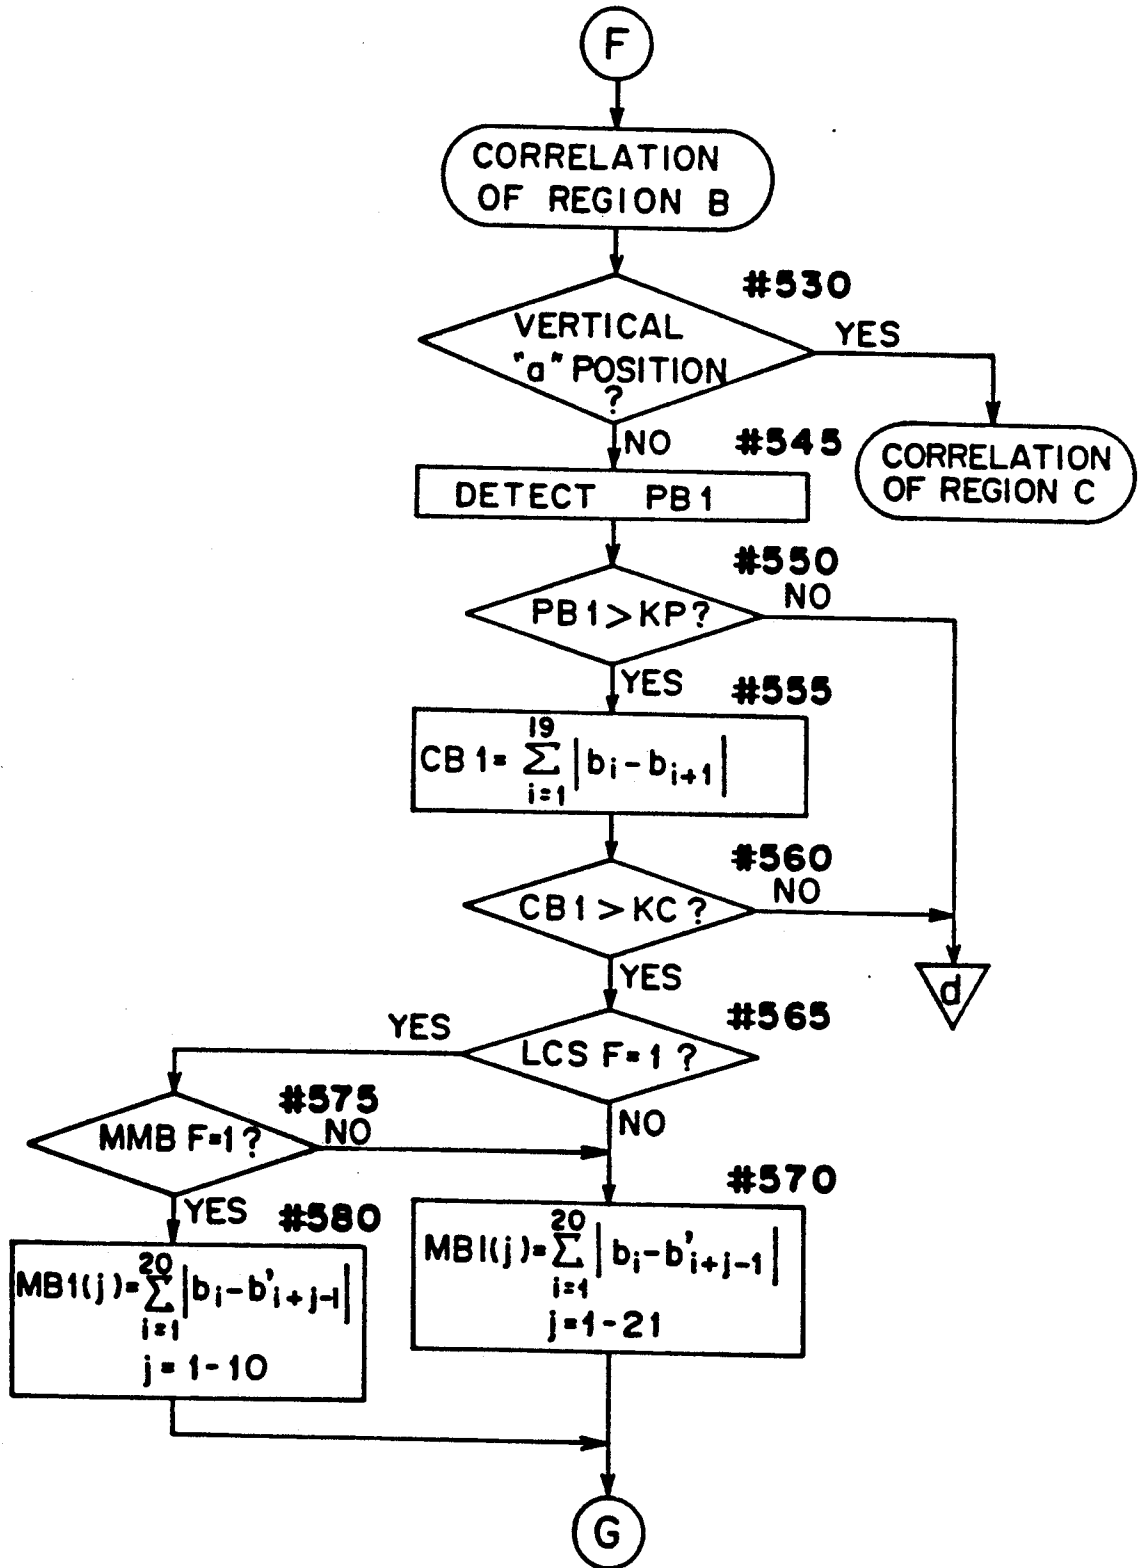 F
CORRELATION
OF REGION B
#530
VERTICAL
"a" POSITION
?
YES
NO
#545
CORRELATION
OF REGION C
DETECT PB1
#550
PB1 > KP?
NO
YES
#555
CB1 = 19 ∑ i=1 |b_i - b_{i+1}|
#560
CB1 > KC?
NO
YES
d
#565
YES
LCS F=1?
#575
MMB F=1?
NO
NO
#570
YES
#580
MB1(j) = 20 ∑ i=1 |b_i - b'_{i+j-1}|
j = 1-10
MB1(j) = 20 ∑ i=1 |b_i - b'_{i+j-1}|
j=1-21
G